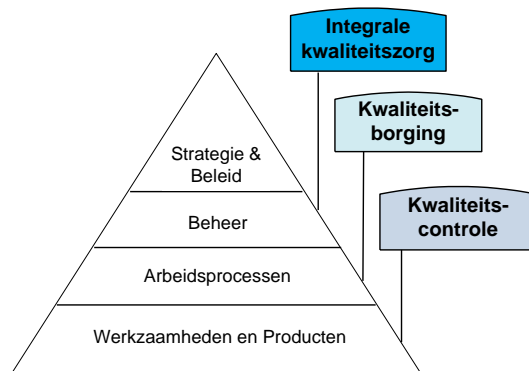 Integrale
kwaliteitszorg
Kwaliteits-
borging
Strategie &
Beleid
Kwaliteits-
controle
Beheer
Arbeidsprocessen
Werkzaamheden en Producten